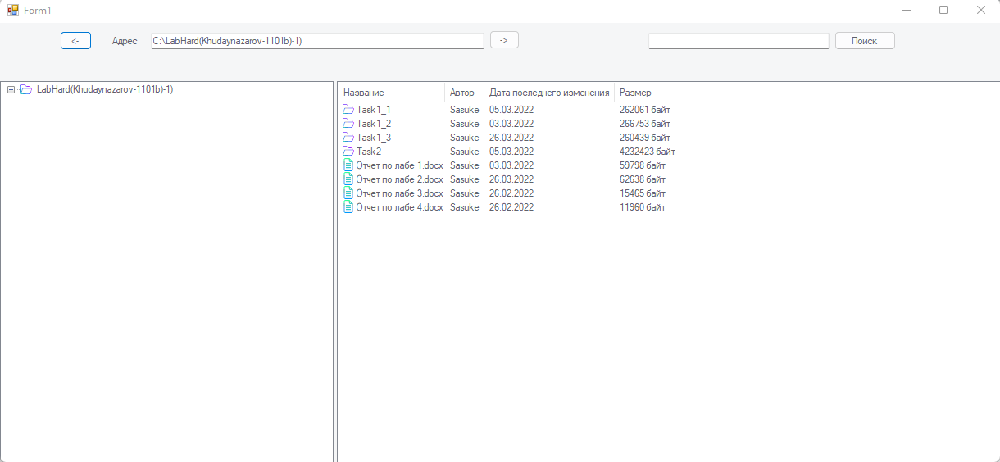 Form1
<- Адрес C:\LabHard(Khudaynazarov-1101b)-1) -> Поиск
LabHard(Khudaynazarov-1101b)-1)
Название Автор Дата последнего изменения Размер
Task1_1 Sasuke 05.03.2022 262061 байт
Task1_2 Sasuke 03.03.2022 266753 байт
Task1_3 Sasuke 26.03.2022 260439 байт
Task2 Sasuke 05.03.2022 4232423 байт
Отчет по лабе 1.docx Sasuke 03.03.2022 59798 байт
Отчет по лабе 2.docx Sasuke 26.03.2022 62638 байт
Отчет по лабе 3.docx Sasuke 26.02.2022 15465 байт
Отчет по лабе 4.docx Sasuke 26.02.2022 11960 байт